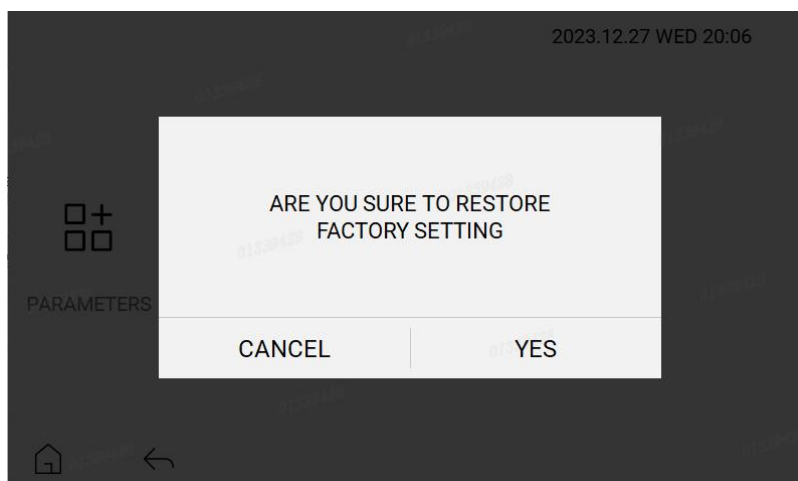 2023.12.27 WED 20:06
ARE YOU SURE TO RESTORE
FACTORY SETTING
PARAMETERS
CANCEL
YES